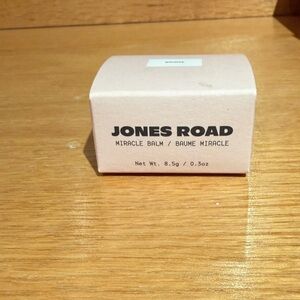 JONES ROAD
MIRACLE BALM / BAUME MIRACLE
Net Wt. 8.5g / 0.3oz